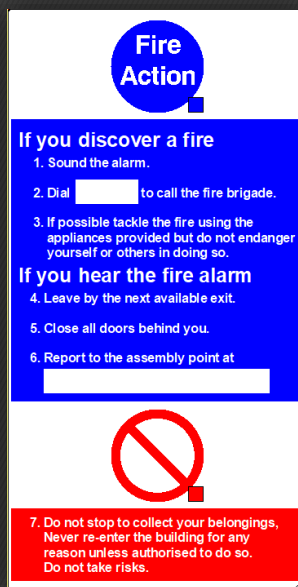 Fire
Action
If you discover a fire
1. Sound the alarm.
2. Dial to call the fire brigade.
3. If possible tackle the fire using the
appliances provided but do not endanger
yourself or others in doing so.
If you hear the fire alarm
4. Leave by the next available exit.
5. Close all doors behind you.
6. Report to the assembly point at
7. Do not stop to collect your belongings,
Never re-enter the building for any
reason unless authorised to do so.
Do not take risks.